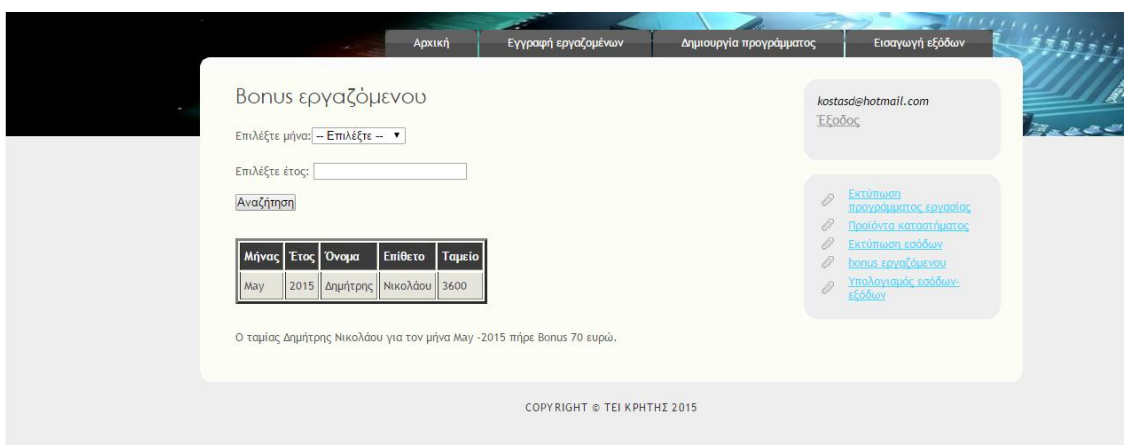 Αρχική Εγγραφή εργαζομένων Δημιουργία προγράμματος Εισαγωγή εξόδων
Bonus εργαζόμενου
Επιλέξτε μήνα: -- Επιλέξτε --
Επιλέξτε έτος:
Αναζήτηση
Μήνας Έτος Όνομα Επίθετο Ταμείο
May 2015 Δημήτρης Νικολάου 3600
Ο ταμίας Δημήτρης Νικολάου για τον μήνα May -2015 πήρε Bonus 70 ευρώ.
kostasd@hotmail.com
Έξοδος
Εκτύπωση
προγράμματος εργασίας
Προϊόντα καταστήματος
Εκτύπωση εσόδων
bonus εργαζόμενου
Υπολογισμός εσόδων-
εξόδων
COPYRIGHT © ΤΕΙ ΚΡΗΤΗΣ 2015